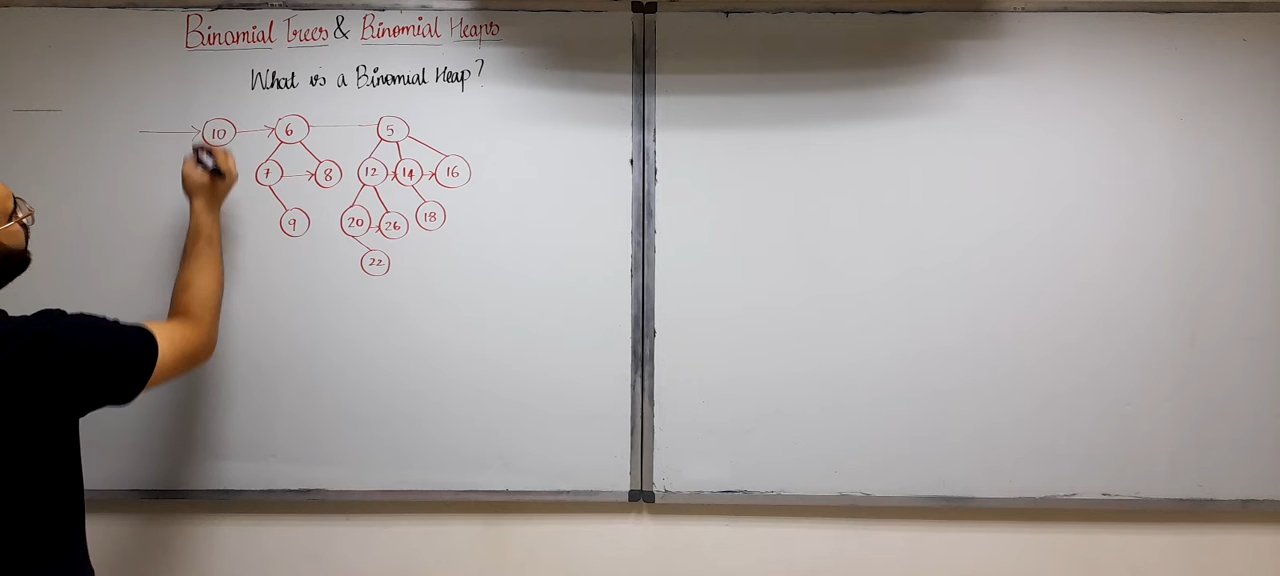 Binomial Trees & Binomial Heaps
What is a Binomial Heap?
10 6 5
7 8 12 14 16
9 20 26 18
22